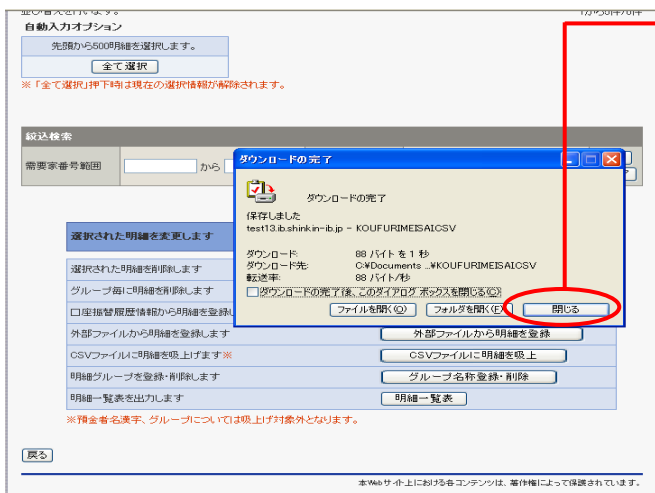 自動入力オプション
先頭から500明細を選択します。
全て選択
※「全て選択」押下時は現在の選択情報が解除されます。
絞込検索
需要家番号範囲 から
ダウンロードの完了
ダウンロードの完了
保存しました
test13.ib.shinkin-ib.jp - KOUFURIMEISAICSV
ダウンロード: 88 バイト を 1 秒
ダウンロード先: C:¥Documents ...¥KOUFURIMEISAICSV
転送率: 88 バイト/秒
ダウンロードの完了後、このダイアログ ボックスを閉じる(C)
ファイルを開く(O) フォルダを開く(F) 閉じる
選択された明細を変更します
選択された明細を削除します
グループ毎に明細を削除します
口座振替履歴情報から明細を登録し
外部ファイルから明細を登録します 外部ファイルから明細を登録
CSVファイルに明細を吸上げます※ CSVファイルに明細を吸上
明細グループを登録・削除します グループ名称登録・削除
明細一覧表を出力します 明細一覧表
※預金者名漢字、グループについては吸上げ対象外となります。
戻る
本Webサイト上における各コンテンツは、著作権によって保護されています。